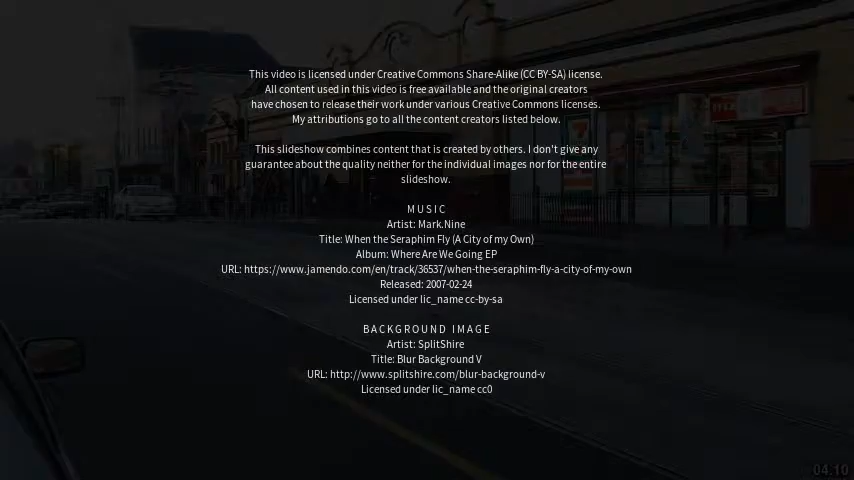 This video is licensed under Creative Commons Share-Alike (CC BY-SA) license.
All content used in this video is free available and the original creators
have chosen to release their work under various Creative Commons licenses.
My attributions go to all the content creators listed below.
This slideshow combines content that is created by others. I don't give any
guarantee about the quality neither for the individual images nor for the entire
slideshow.
MUSIC
Artist: Mark.Nine
Title: When the Seraphim Fly (A City of my Own)
Album: Where Are We Going EP
URL: https://www.jamendo.com/en/track/36537/when-the-seraphim-fly-a-city-of-my-own
Released: 2007-02-24
Licensed under lic_name cc-by-sa
BACKGROUND IMAGE
Artist: SplitShire
Title: Blur Background V
URL: http://www.splitshire.com/blur-background-v
Licensed under lic_name cc0
04.10